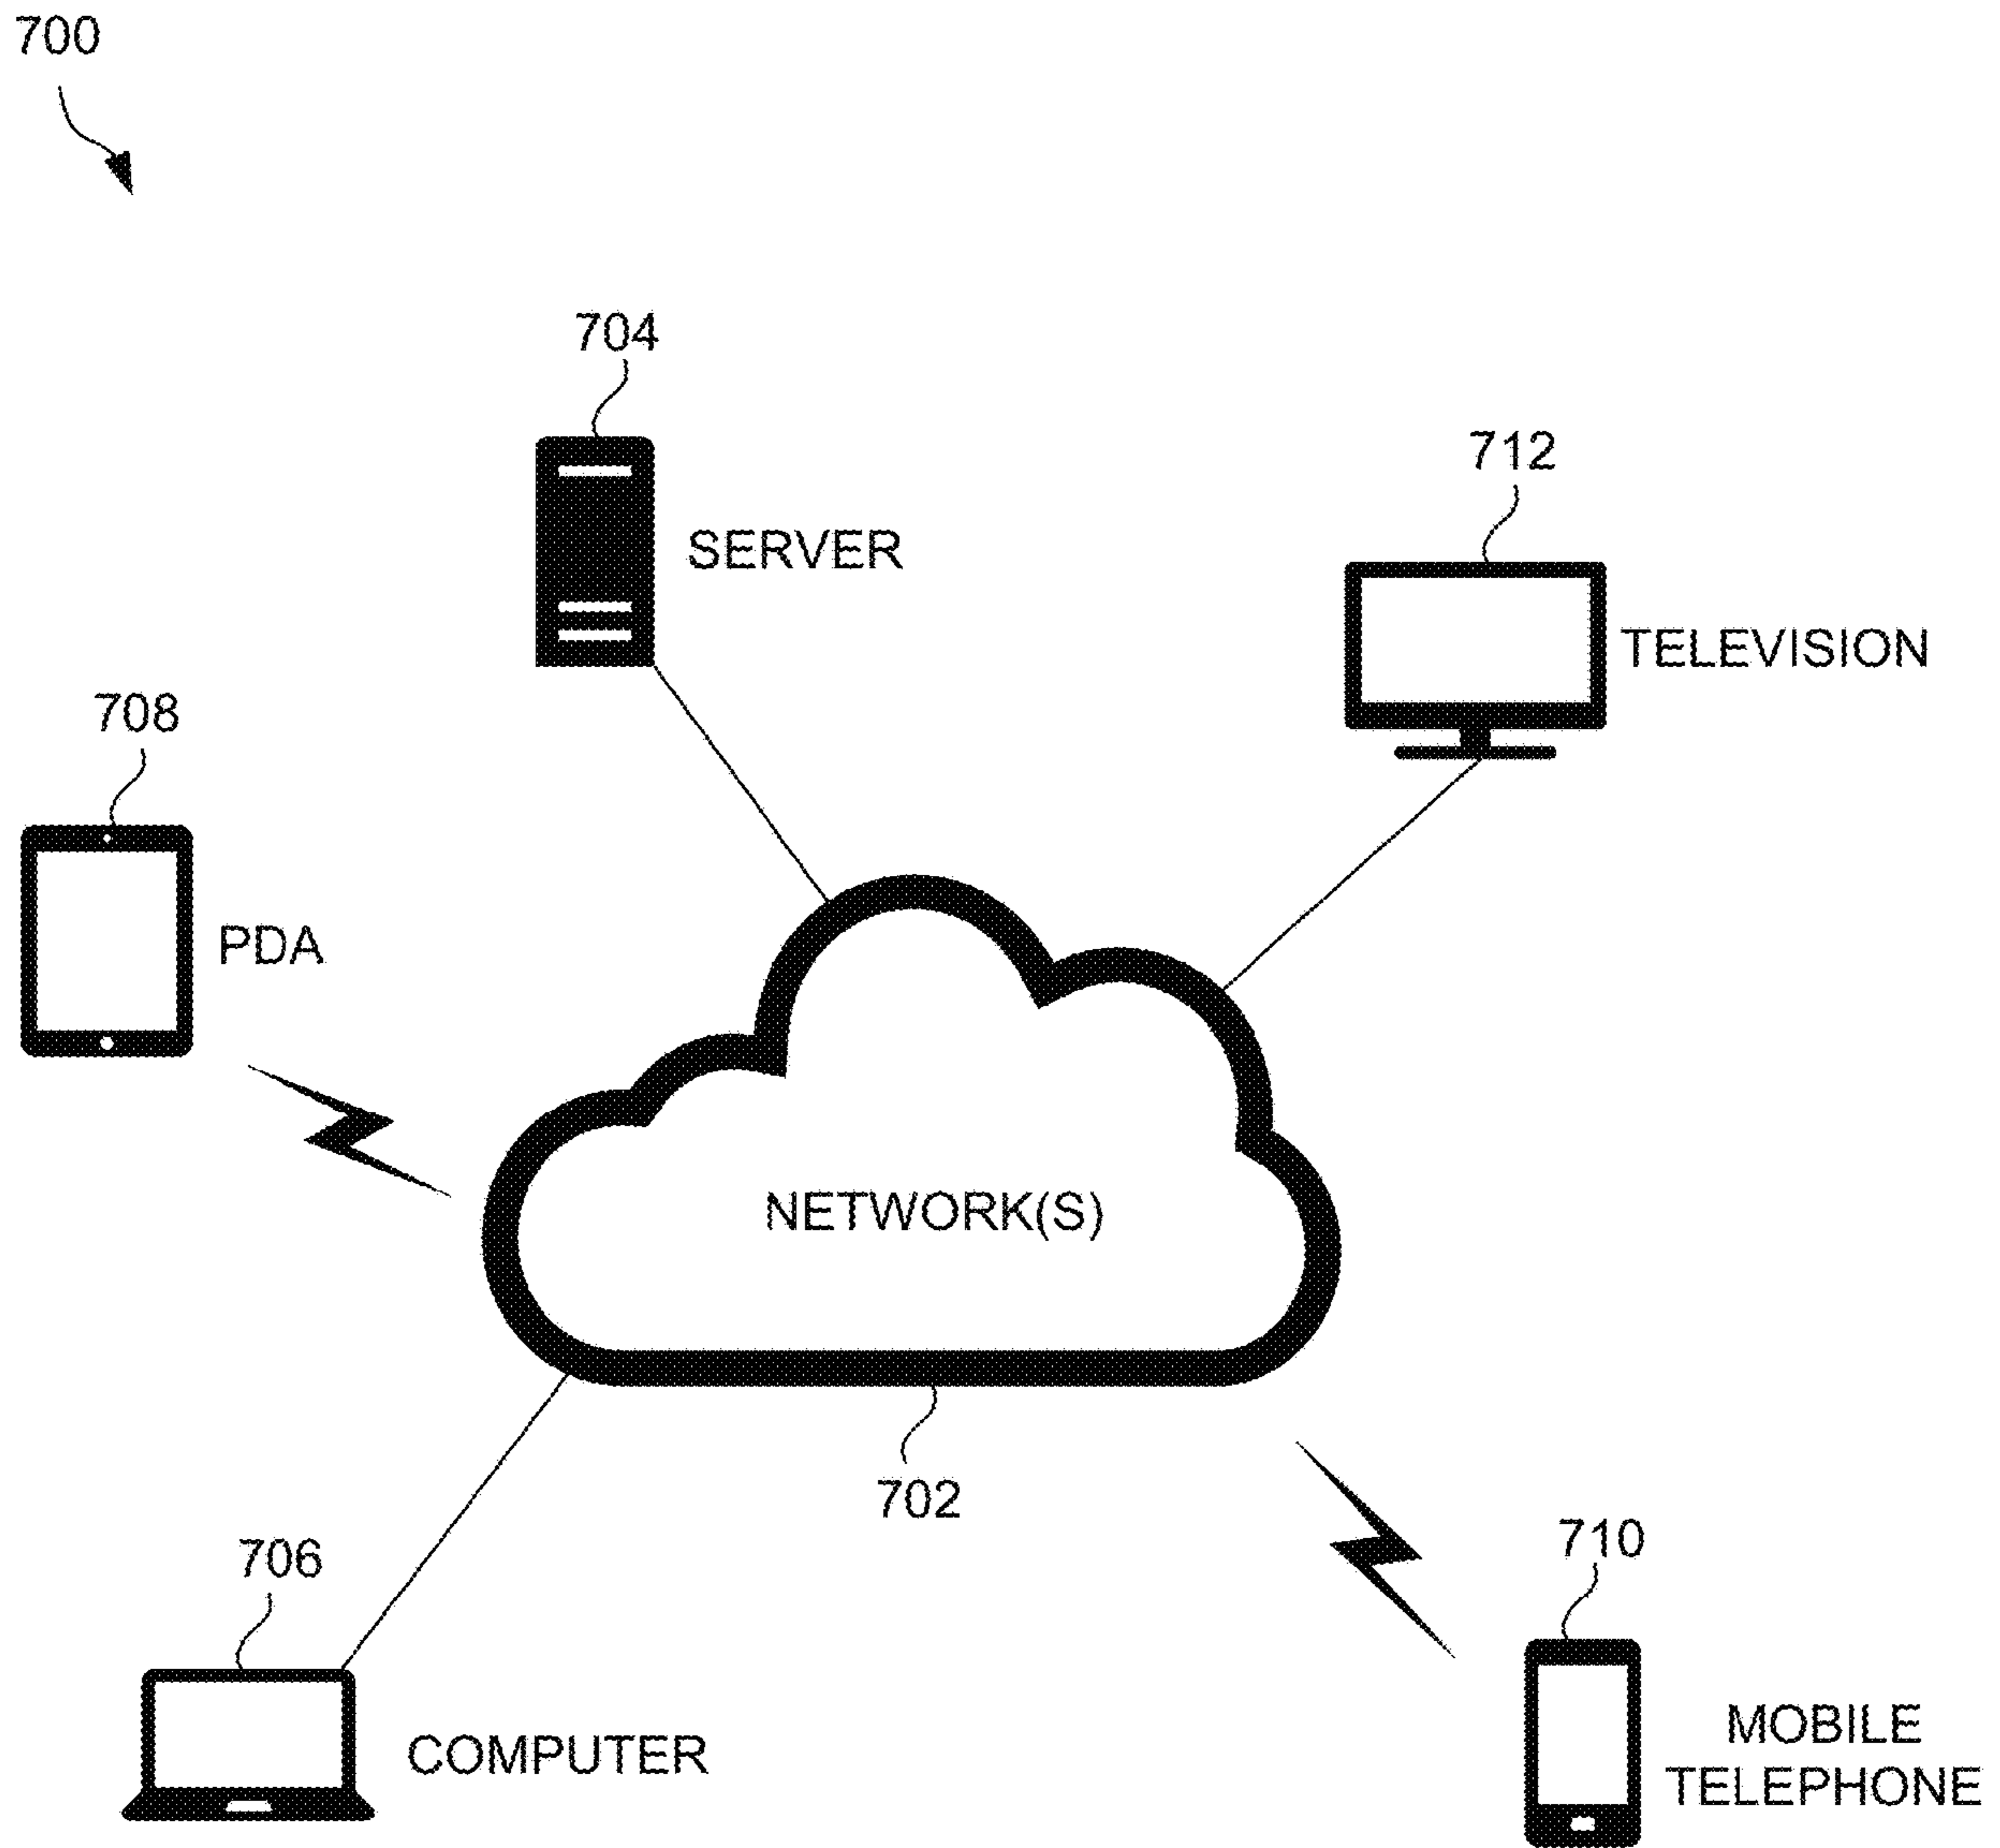 700
704
SERVER
712
TELEVISION
708
PDA
NETWORK(S)
702
706
COMPUTER
710
MOBILE
TELEPHONE